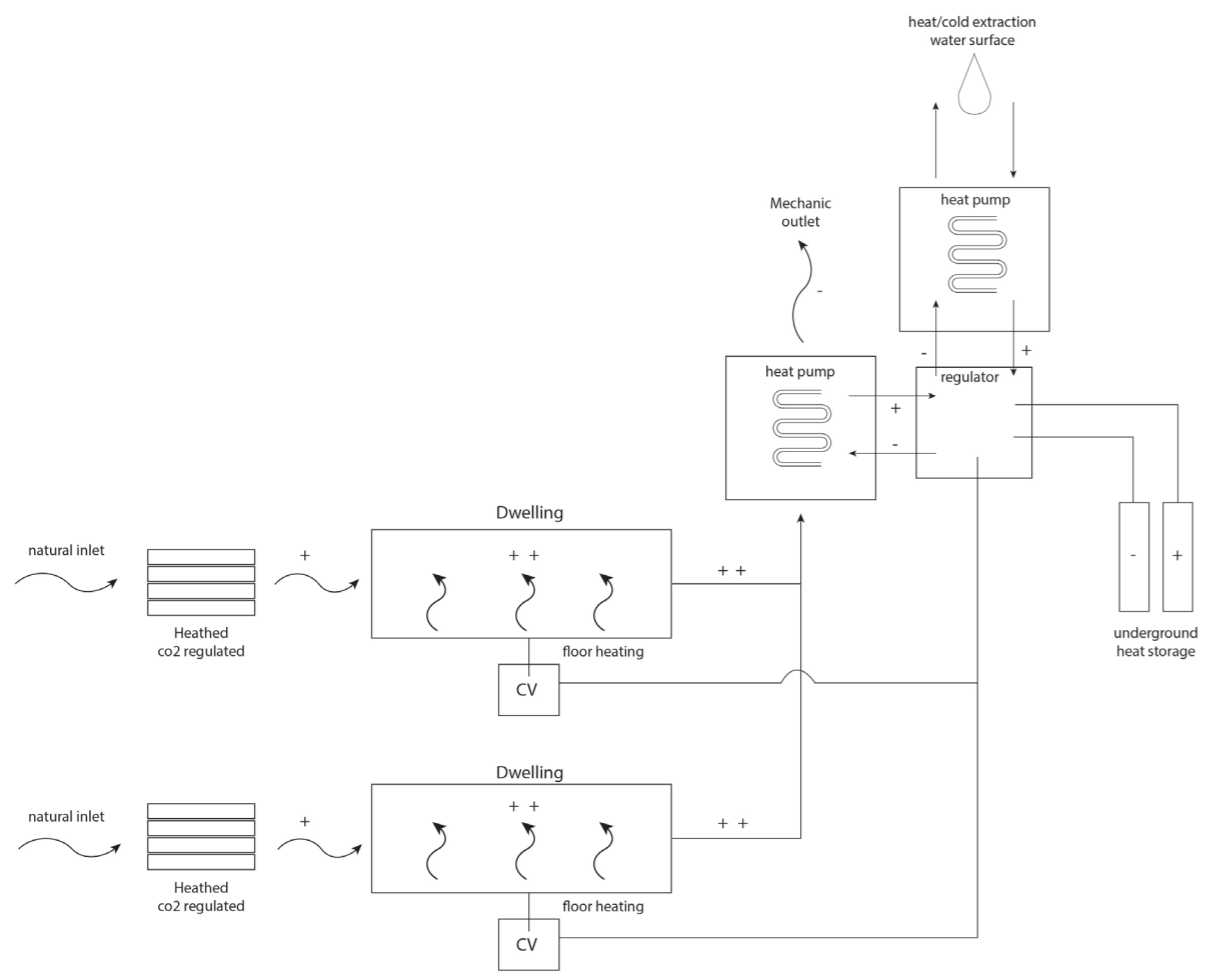 heat/cold extraction
water surface
heat pump
Mechanic
outlet
-
- +
heat pump
regulator
+
-
Dwelling
natural inlet
+
+ +
+ +
- +
Heathed
co2 regulated
floor heating
underground
heat storage
CV
Dwelling
natural inlet
+
+ +
+ +
Heathed
co2 regulated
floor heating
CV